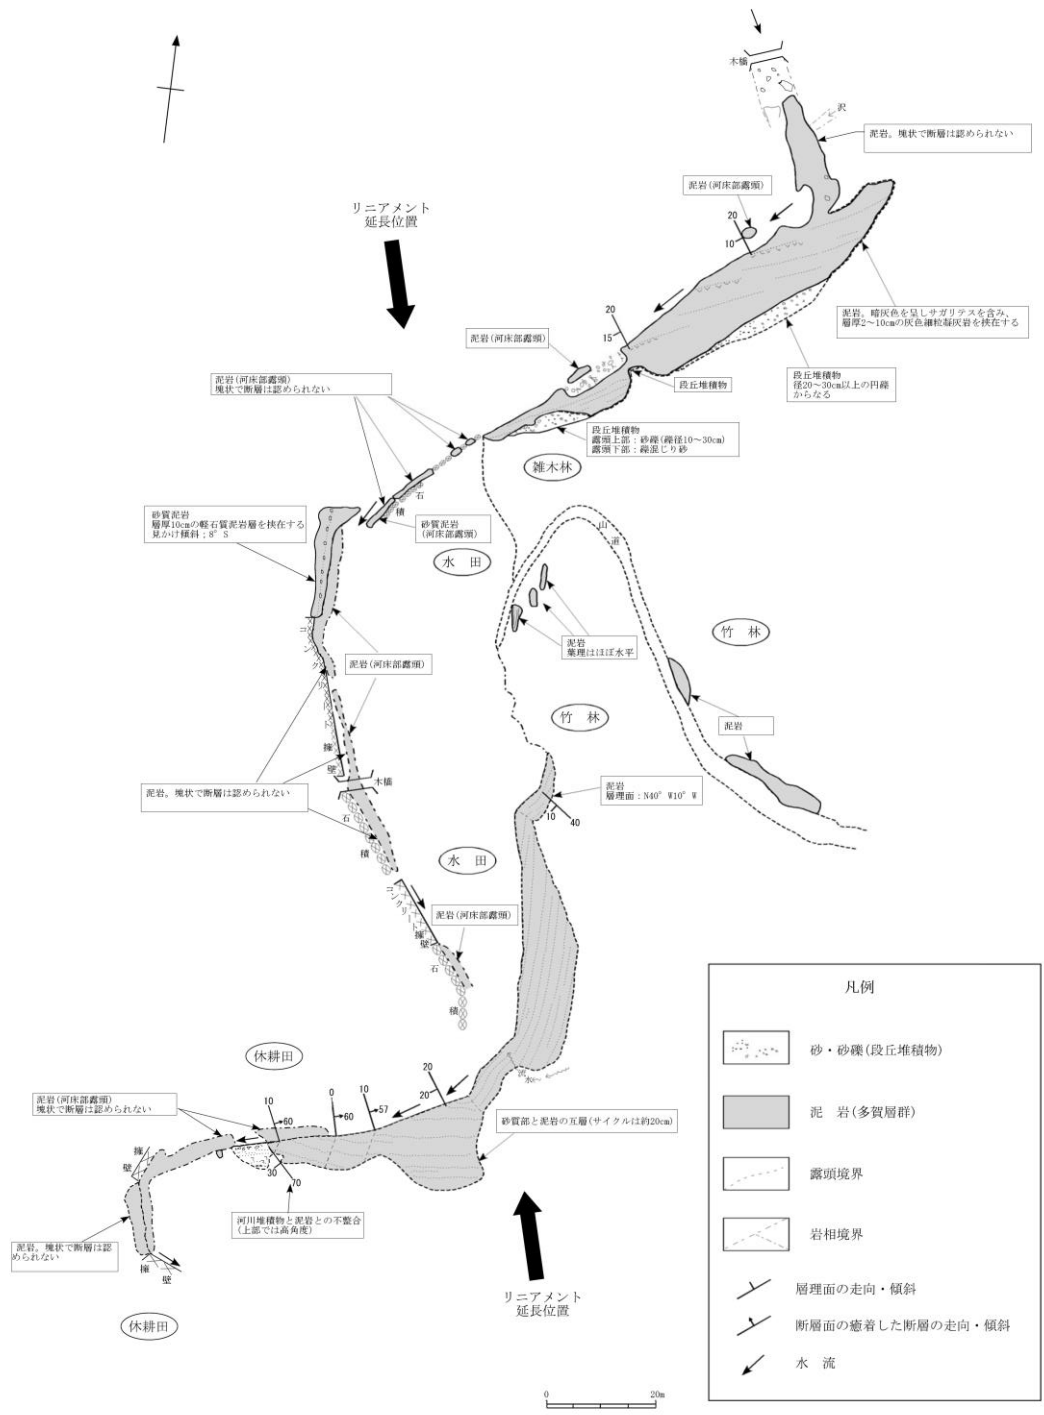 木橋
沢
泥岩。塊状で断層は認められない
泥岩(河床部露頭)
20
10
リニアメント
延長位置
泥岩。暗灰色を呈しサガリテスを含み、
層厚2～10cmの灰色細粒凝灰岩を挟在する
20
15
泥岩(河床部露頭)
段丘堆積物
径20～30cm以上の円礫
からなる
泥岩(河床部露頭)
塊状で断層は認められない
段丘堆積物
段丘堆積物
露頭上部：砂礫(礫径10～30cm)
露頭下部：礫混じり砂
雑木林
石
積
砂質泥岩
層厚10cmの軽石質泥岩層を挟在する
見かけ傾斜；8°S
砂質泥岩
(河床部露頭)
水 田
山
道
竹 林
泥岩
葉理はほぼ水平
コンクリート
擁
壁
泥岩(河床部露頭)
竹 林
泥岩
木橋
泥岩。塊状で断層は認められない
泥岩
層理面：N40°W10°W
10
40
石
積
水 田
コンクリート
擁
壁
泥岩(河床部露頭)
石
積
休耕田
流水
20
20
10
57
0
60
10
60
泥岩(河床部露頭)
塊状で断層は認められない
砂質部と泥岩の互層(サイクルは約20cm)
擁
壁
30
70
河川堆積物と泥岩との不整合
(上部では高角度)
泥岩。塊状で断層は認
められない
擁
壁
リニアメント
延長位置
休耕田
凡例
砂・砂礫(段丘堆積物)
泥 岩(多賀層群)
露頭境界
岩相境界
層理面の走向・傾斜
断層面の癒着した断層の走向・傾斜
水 流
0
20m